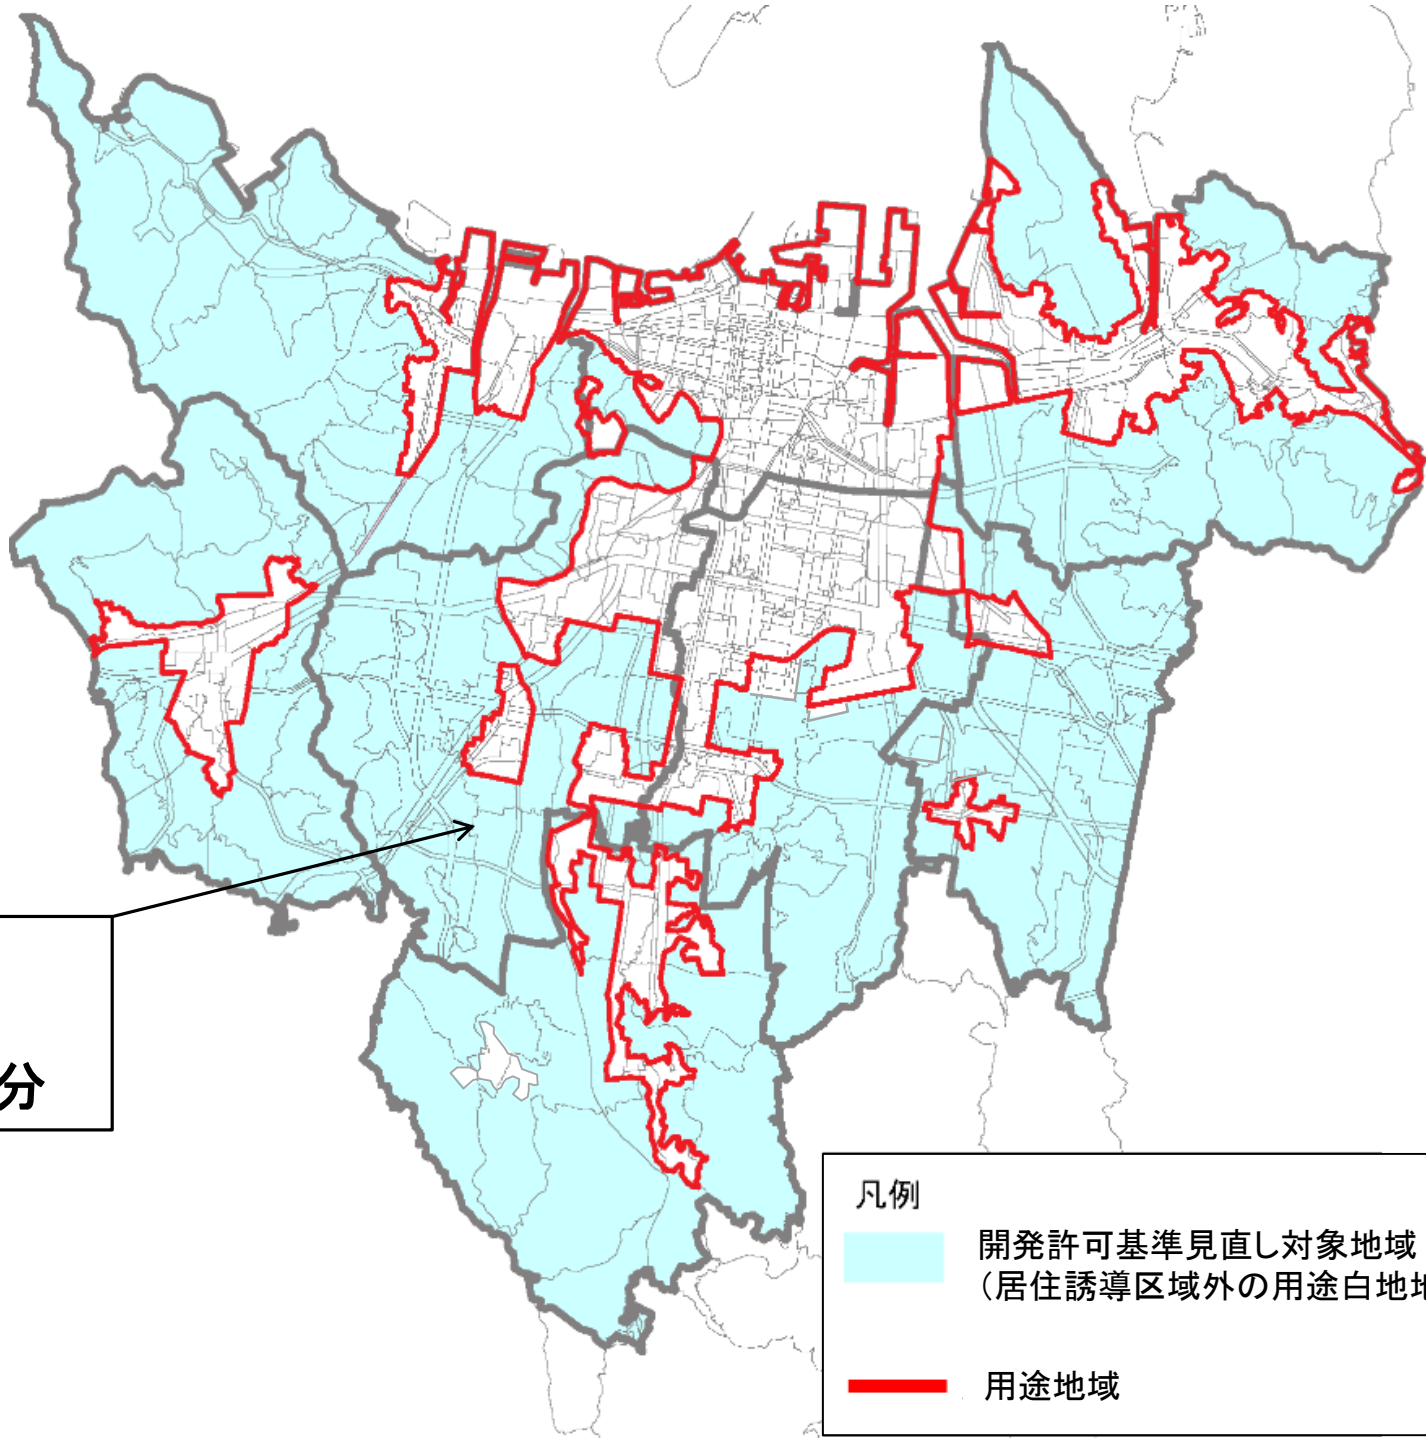 分
凡例
開発許可基準見直し対象地域
（居住誘導区域外の用途白地
用途地域